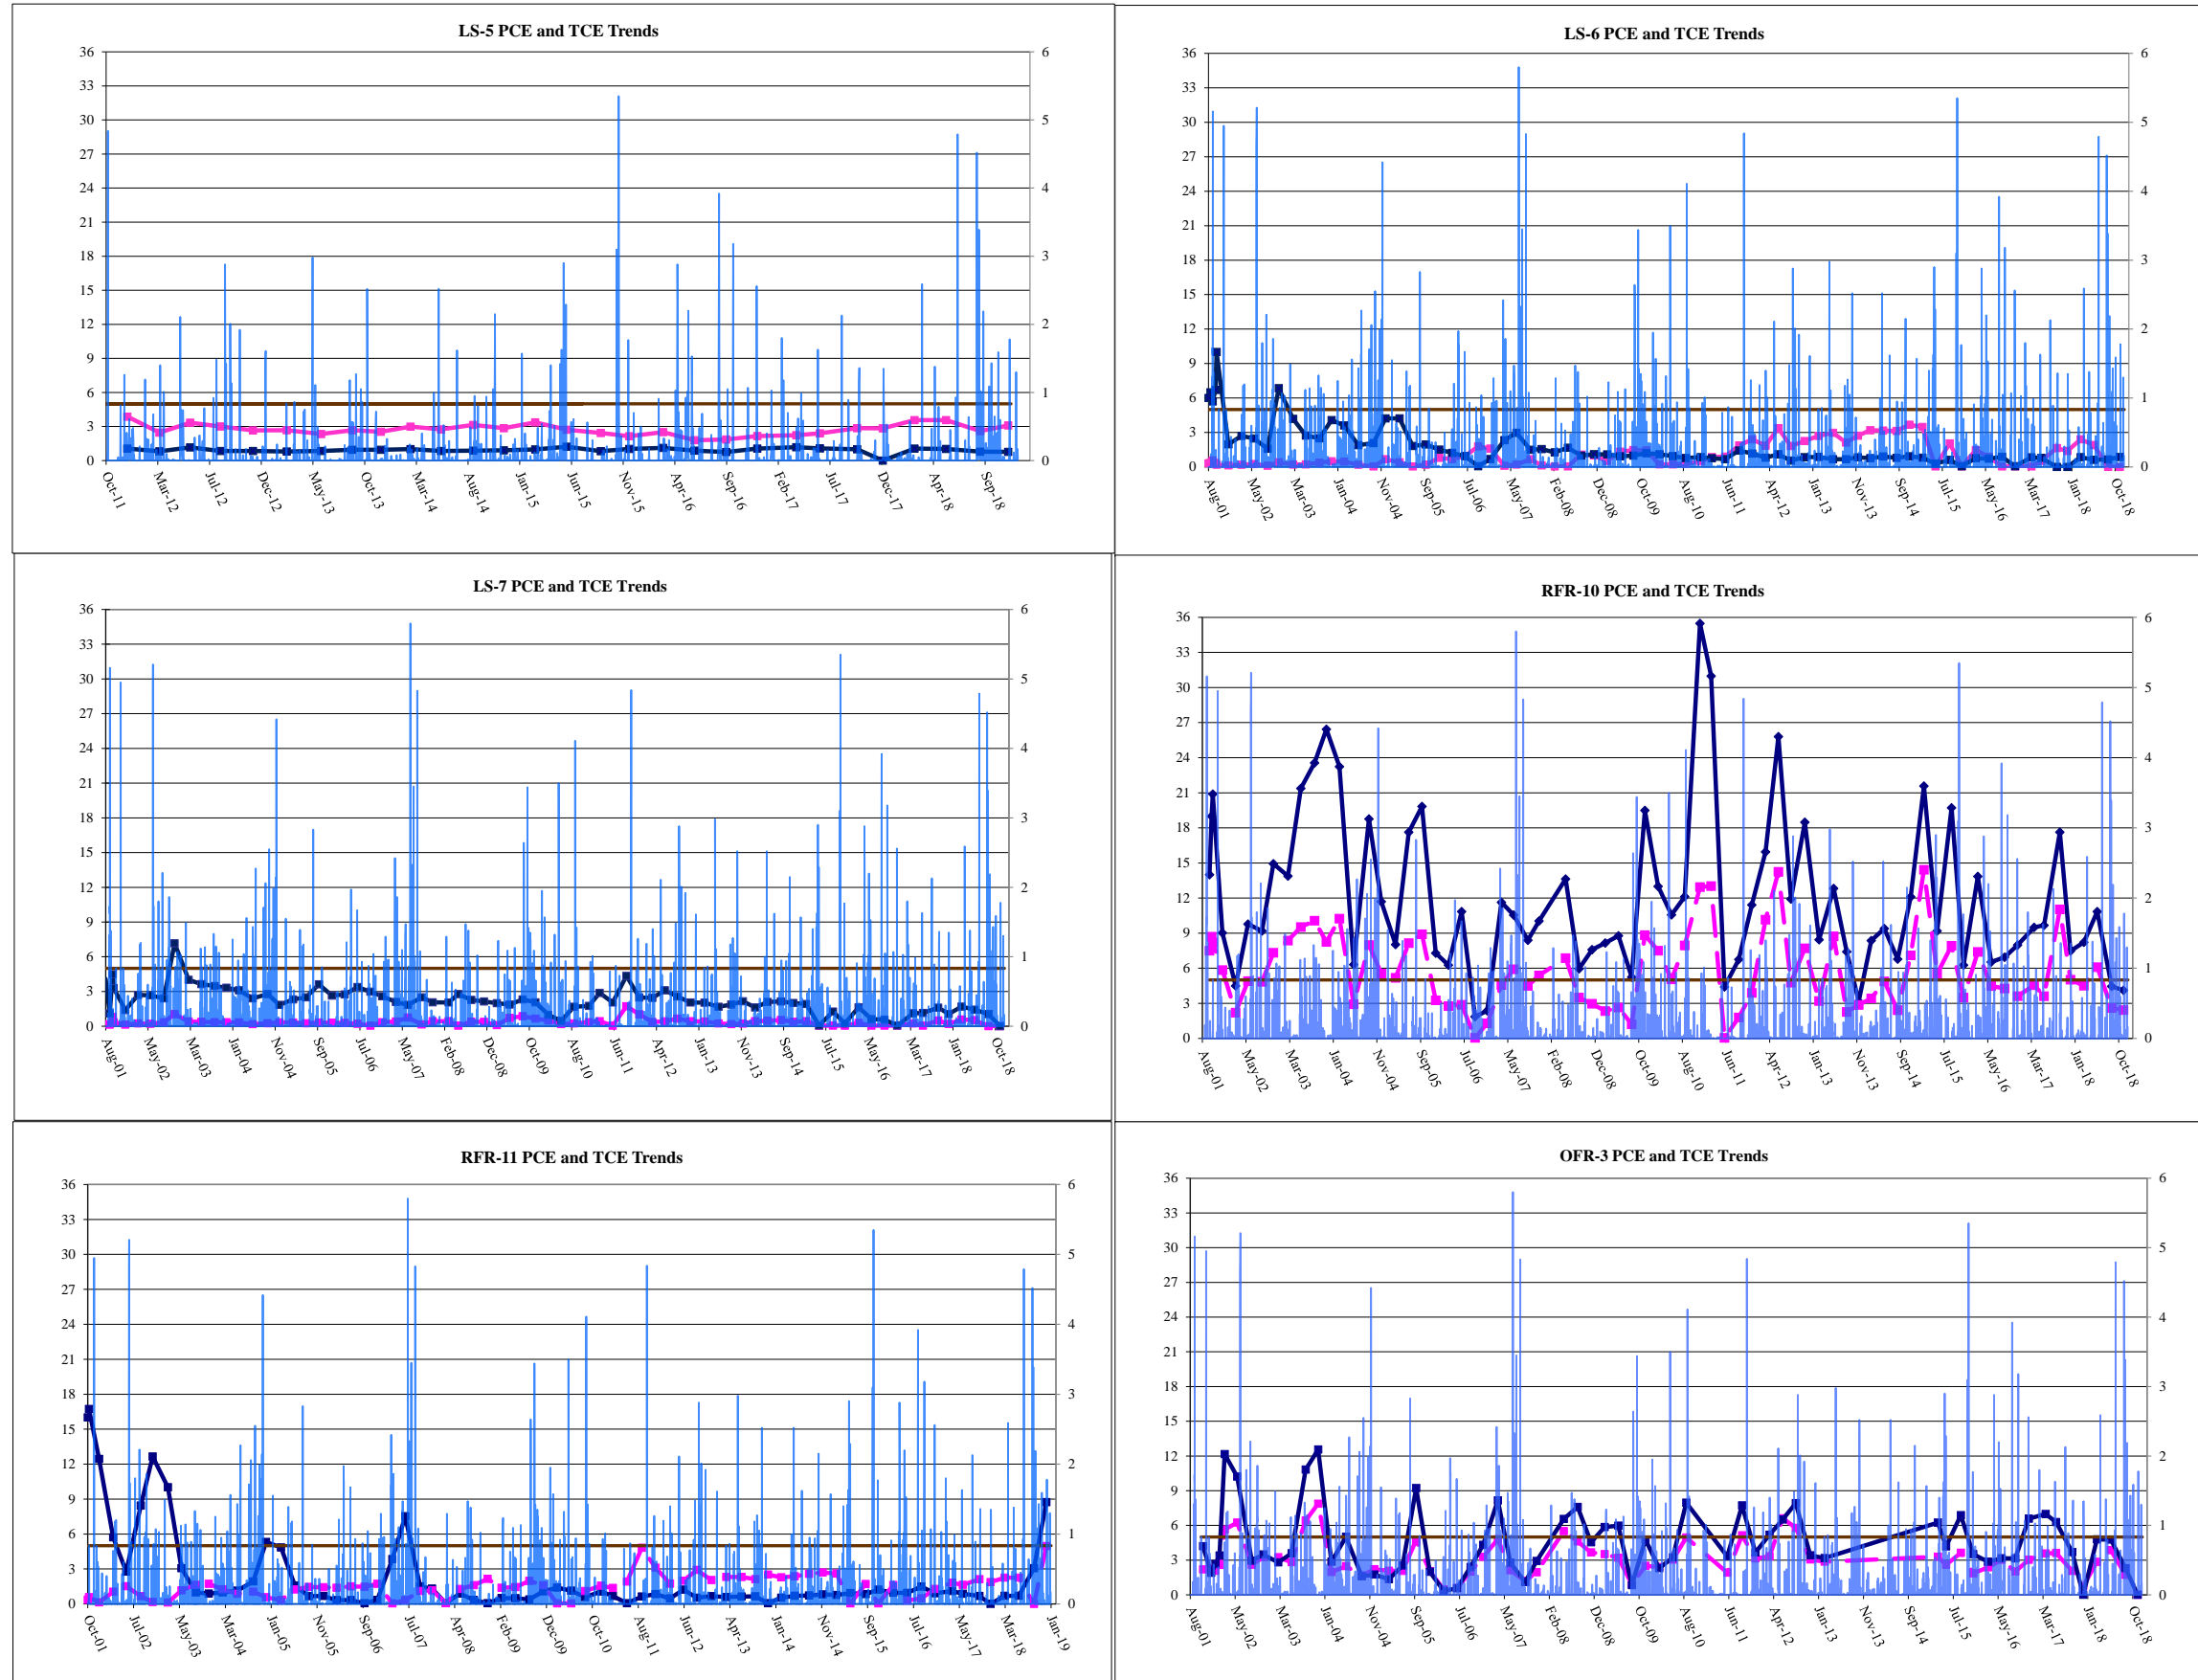 LS-5 PCE and TCE Trends
36
33
30
27
24
21
18
15
12
9
6
3
0
6
5
4
3
2
1
0
Oct-11
Mar-12
Jul-12
Dec-12
May-13
Oct-13
Mar-14
Aug-14
Jan-15
Jun-15
Nov-15
Apr-16
Sep-16
Feb-17
Jul-17
Dec-17
Apr-18
Sep-18
LS-6 PCE and TCE Trends
36
33
30
27
24
21
18
15
12
9
6
3
0
6
5
4
3
2
1
0
Aug-01
May-02
Mar-03
Jan-04
Nov-04
Sep-05
Jul-06
May-07
Feb-08
Dec-08
Oct-09
Aug-10
Jun-11
Apr-12
Jan-13
Nov-13
Sep-14
Jul-15
May-16
Mar-17
Jan-18
Oct-18
LS-7 PCE and TCE Trends
36
33
30
27
24
21
18
15
12
9
6
3
0
6
5
4
3
2
1
0
Aug-01
May-02
Mar-03
Jan-04
Nov-04
Sep-05
Jul-06
May-07
Feb-08
Dec-08
Oct-09
Aug-10
Jun-11
Apr-12
Jan-13
Nov-13
Sep-14
Jul-15
May-16
Mar-17
Jan-18
Oct-18
RFR-10 PCE and TCE Trends
36
33
30
27
24
21
18
15
12
9
6
3
0
6
5
4
3
2
1
0
Aug-01
May-02
Mar-03
Jan-04
Nov-04
Sep-05
Jul-06
May-07
Feb-08
Dec-08
Oct-09
Aug-10
Jun-11
Apr-12
Jan-13
Nov-13
Sep-14
Jul-15
May-16
Mar-17
Jan-18
Oct-18
RFR-11 PCE and TCE Trends
36
33
30
27
24
21
18
15
12
9
6
3
0
6
5
4
3
2
1
0
Oct-01
Jul-02
May-03
Mar-04
Jan-05
Nov-05
Sep-06
Jul-07
Apr-08
Feb-09
Dec-09
Oct-10
Aug-11
Jun-12
Apr-13
Jan-14
Nov-14
Sep-15
Jul-16
May-17
Mar-18
Jan-19
OFR-3 PCE and TCE Trends
36
33
30
27
24
21
18
15
12
9
6
3
0
6
5
4
3
2
1
0
Aug-01
May-02
Mar-03
Jan-04
Nov-04
Sep-05
Jul-06
May-07
Feb-08
Dec-08
Oct-09
Aug-10
Jun-11
Apr-12
Jan-13
Nov-13
Sep-14
Jul-15
May-16
Mar-17
Jan-18
Oct-18